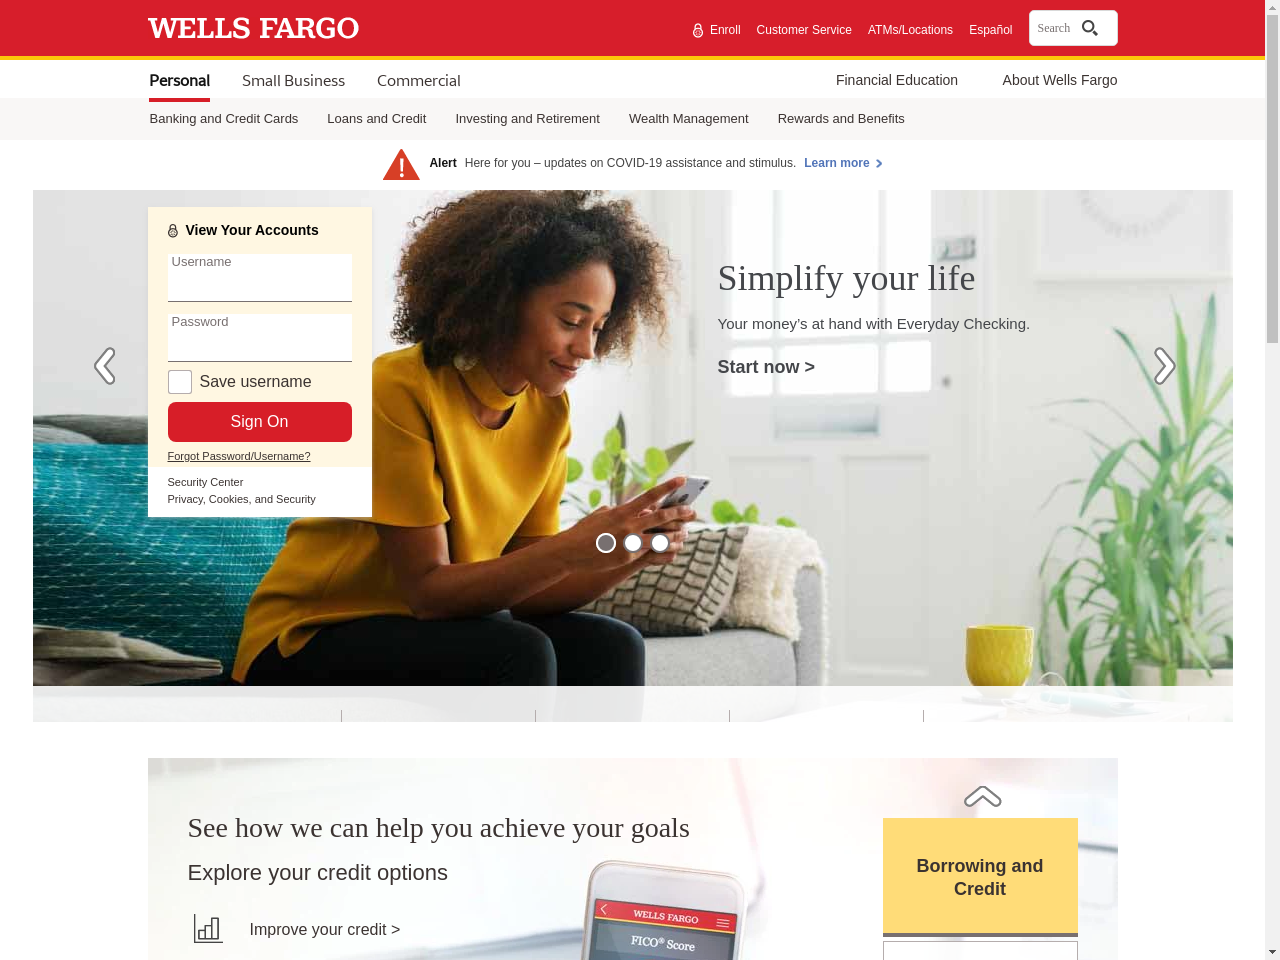 WELLS FARGO
Enroll
Customer Service
ATMs/Locations
Español
Search
Personal
Small Business
Commercial
Financial Education
About Wells Fargo
Banking and Credit Cards
Loans and Credit
Investing and Retirement
Wealth Management
Rewards and Benefits
Alert Here for you – updates on COVID-19 assistance and stimulus. Learn more
View Your Accounts
Username
Password
Save username
Sign On
Forgot Password/Username?
Security Center
Privacy, Cookies, and Security
Simplify your life
Your money’s at hand with Everyday Checking.
Start now >
See how we can help you achieve your goals
Explore your credit options
Improve your credit >
WELLS FARGO
FICO® Score
Borrowing and
Credit